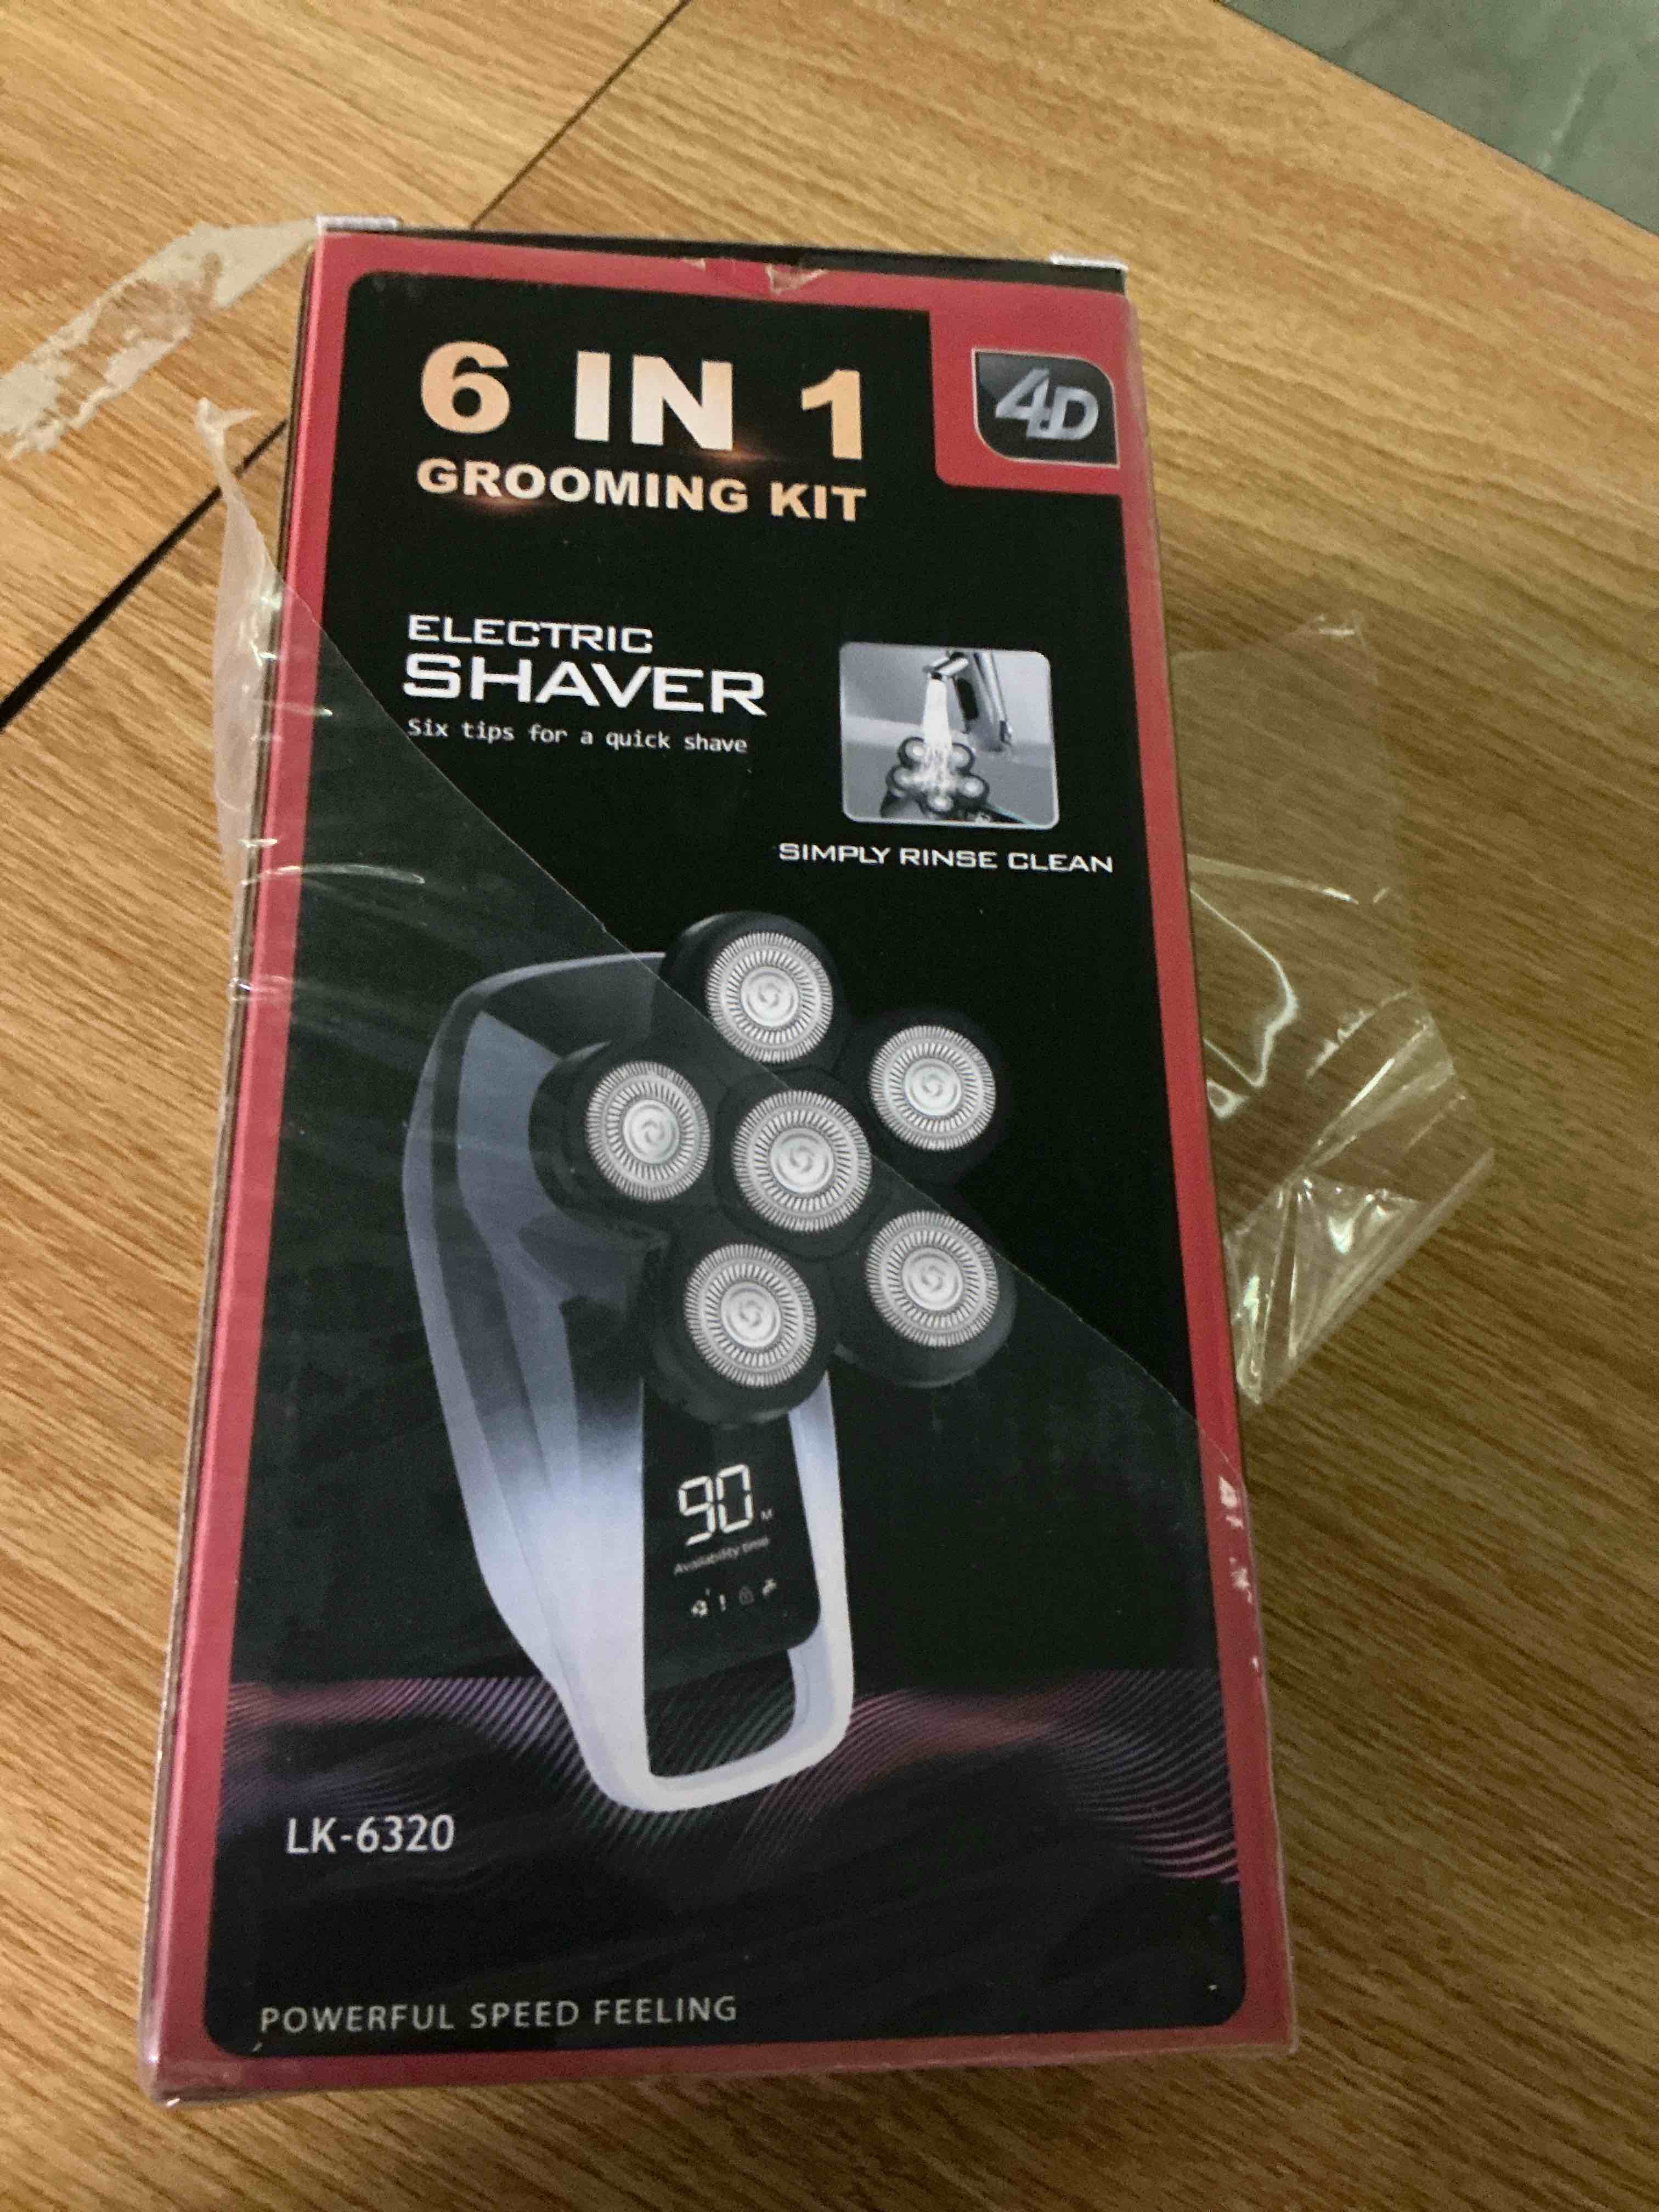 6 IN 1
GROOMING KIT
4D
ELECTRIC
SHAVER
Six tips for a quick shave
SIMPLY RINSE CLEAN
90 M
Availability time
LK-6320
POWERFUL SPEED FEELING